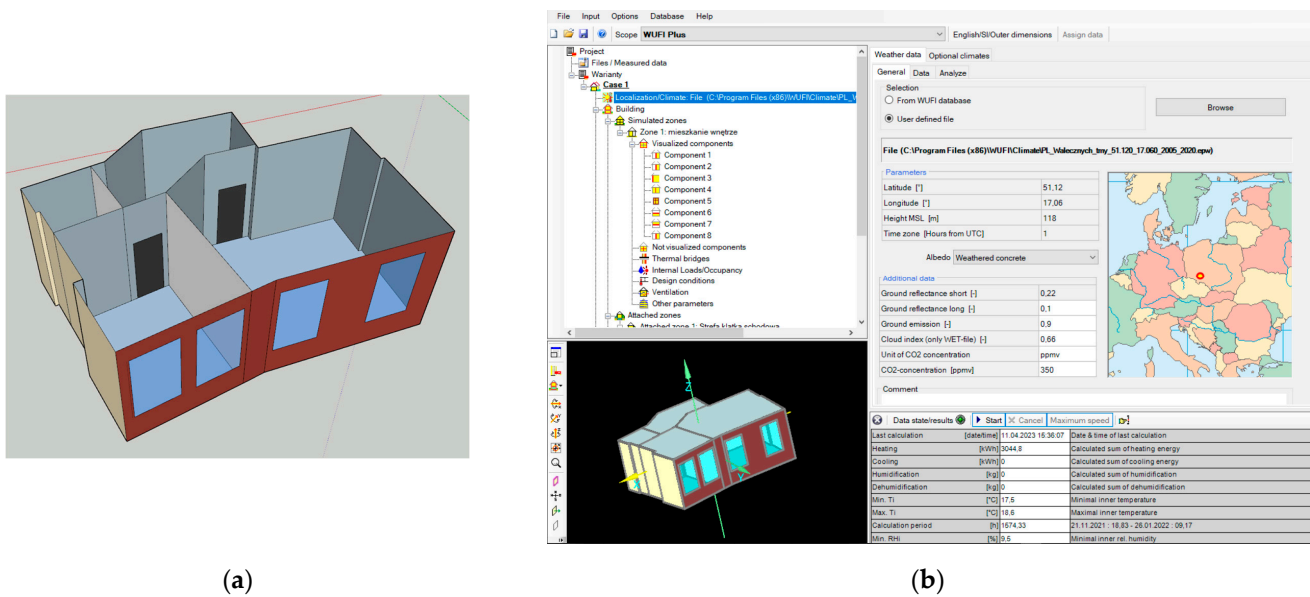 File Input Options Database Help
Scope WUFI Plus English/SI/Outer dimensions Assign data
Project
Files / Measured data
Warianty
Case 1
Localization/Climate: File (C:\Program Files (x86)\WUFI\Climate\PL_W
Building
Simulated zones
Zone 1: mieszkanie wnętrze
Visualized components
Component 1
Component 2
Component 3
Component 4
Component 5
Component 6
Component 7
Component 8
Not visualized components
Thermal bridges
Internal Loads/Occupancy
Design conditions
Ventilation
Other parameters
Attached zones
Attached zone 1: Strefa klatka schodowa
Weather data Optional climates
General Data Analyze
Selection
From WUFI database
User defined file
Browse
File (C:\Program Files (x86)\WUFI\Climate\PL_Walecznych_tmy_51.120_17.060_2005_2020.epw)
Parameters
Latitude [°] 51,12
Longitude [°] 17,06
Height MSL [m] 118
Time zone [Hours from UTC] 1
Albedo Weathered concrete
Additional data
Ground reflectance short [-] 0,22
Ground reflectance long [-] 0,1
Ground emission [-] 0,9
Cloud index (only WET-file) [-] 0,66
Unit of CO2 concentration ppmv
CO2-concentration [ppmv] 350
Comment
Data state/results Start Cancel Maximum speed
Last calculation [date/time] 11.04.2023 15:36:07 Date & time of last calculation
Heating [kWh] 3044,8 Calculated sum of heating energy
Cooling [kWh] 0 Calculated sum of cooling energy
Humidification [kg] 0 Calculated sum of humidification
Dehumidification [kg] 0 Calculated sum of dehumidification
Min. Ti [°C] 17,5 Minimal inner temperature
Max. Ti [°C] 18,6 Maximal inner temperature
Calculation period [h] 1574,33 21.11.2021 : 18,83 - 26.01.2022 : 09,17
Min. RHi [%] 9,5 Minimal inner rel. humidity
(a) (b)